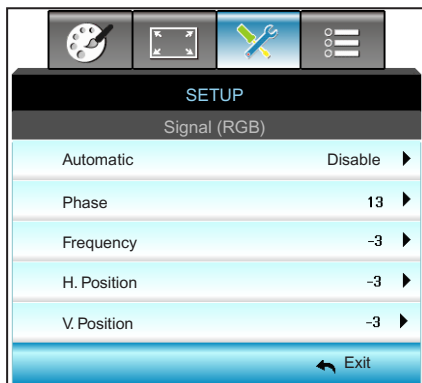 SETUP
Signal (RGB)
Automatic Disable
Phase 13
Frequency -3
H. Position -3
V. Position -3
Exit